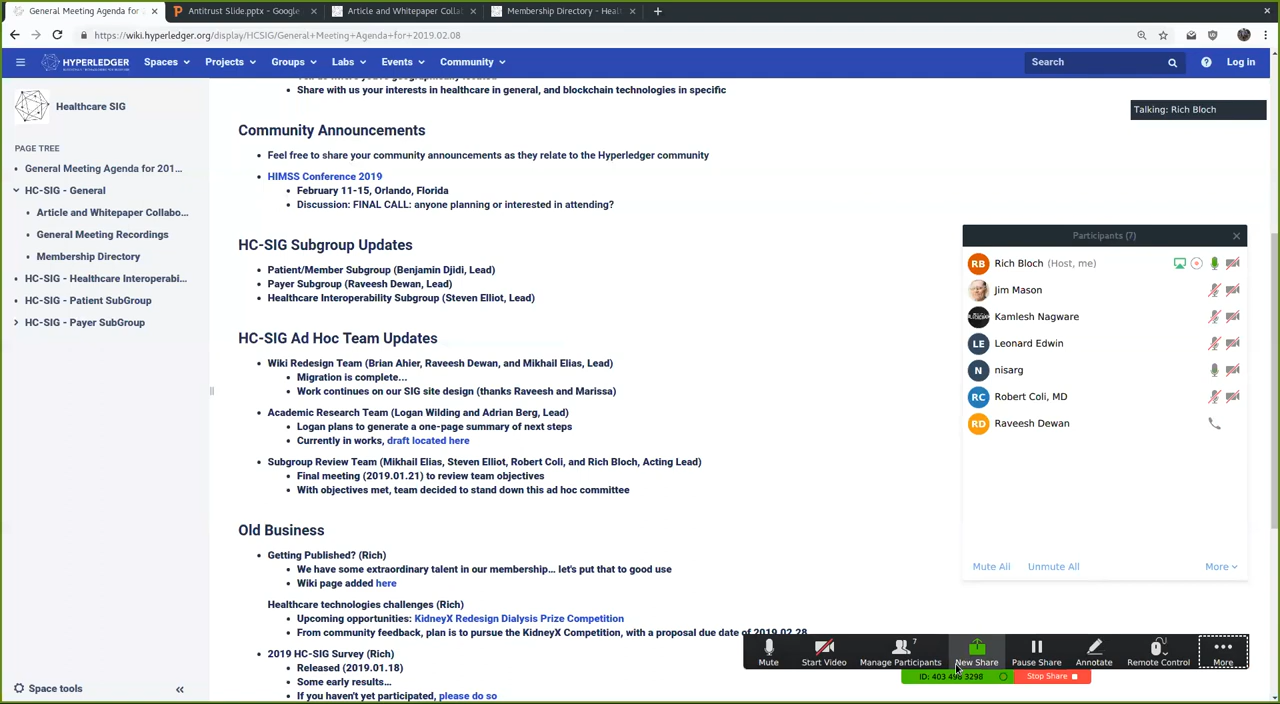 General Meeting Agenda for
Antitrust Slide.pptx - Google
Article and Whitepaper Colla
Membership Directory - Heal
https://wiki.hyperledger.org/display/HCSIG/General+Meeting+Agenda+for+2019.02.08
HYPERLEDGER
Spaces
Projects
Groups
Labs
Events
Community
Search
Log in
Healthcare SIG
PAGE TREE
General Meeting Agenda for 201...
HC-SIG - General
Article and Whitepaper Collabo...
General Meeting Recordings
Membership Directory
HC-SIG - Healthcare Interoperabi...
HC-SIG - Patient SubGroup
HC-SIG - Payer SubGroup
Space tools
Tell us where you're geographically located
Share with us your interests in healthcare in general, and blockchain technologies in specific
Community Announcements
Feel free to share your community announcements as they relate to the Hyperledger community
HIMSS Conference 2019
February 11-15, Orlando, Florida
Discussion: FINAL CALL: anyone planning or interested in attending?
HC-SIG Subgroup Updates
Patient/Member Subgroup (Benjamin Djidi, Lead)
Payer Subgroup (Raveesh Dewan, Lead)
Healthcare Interoperability Subgroup (Steven Elliot, Lead)
HC-SIG Ad Hoc Team Updates
Wiki Redesign Team (Brian Ahier, Raveesh Dewan, and Mikhail Elias, Lead)
Migration is complete...
Work continues on our SIG site design (thanks Raveesh and Marissa)
Academic Research Team (Logan Wilding and Adrian Berg, Lead)
Logan plans to generate a one-page summary of next steps
Currently in works, draft located here
Subgroup Review Team (Mikhail Elias, Steven Elliot, Robert Coli, and Rich Bloch, Acting Lead)
Final meeting (2019.01.21) to review team objectives
With objectives met, team decided to stand down this ad hoc committee
Old Business
Getting Published? (Rich)
We have some extraordinary talent in our membership... let's put that to good use
Wiki page added here
Healthcare technologies challenges (Rich)
Upcoming opportunities: KidneyX Redesign Dialysis Prize Competition
From community feedback, plan is to pursue the KidneyX Competition, with a proposal due date of 2019.02.28
2019 HC-SIG Survey (Rich)
Released (2019.01.18)
Some early results...
If you haven't yet participated, please do so
Talking: Rich Bloch
Participants (7)
RB Rich Bloch (Host, me)
Jim Mason
Kamlesh Nagware
LE Leonard Edwin
N nisarg
RC Robert Coli, MD
RD Raveesh Dewan
Mute All
Unmute All
More
7
Mute
Start Video
Manage Participants
New Share
Pause Share
Annotate
Remote Control
More
ID: 403 498 3298
Stop Share